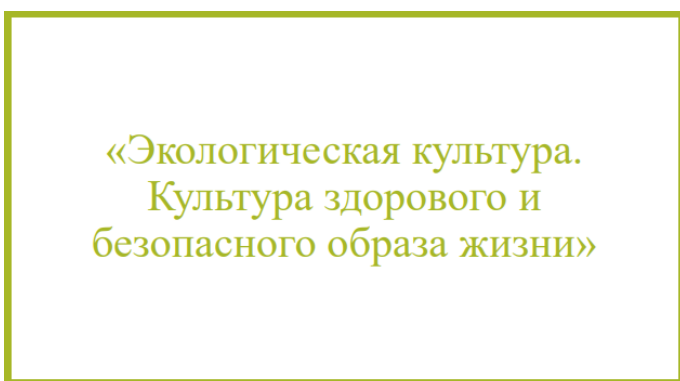 «Экологическая культура.
Культура здорового и
безопасного образа жизни»